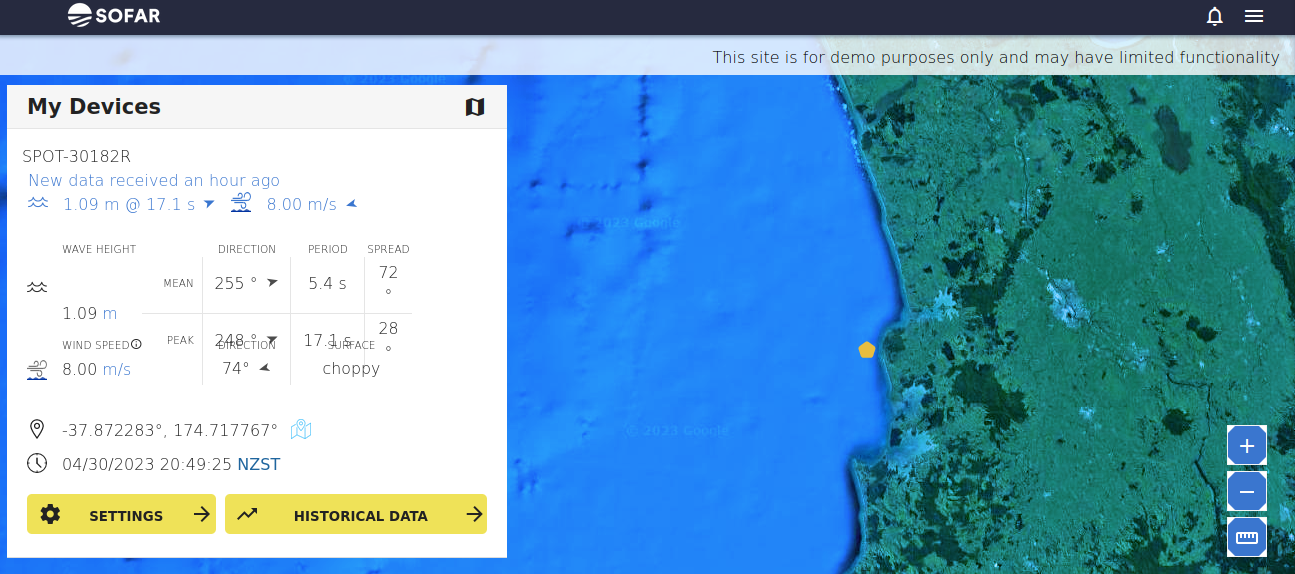 SOFAR
This site is for demo purposes only and may have limited functionality
© 2023 Google
My Devices
SPOT-30182R
New data received an hour ago
1.09 m @ 17.1 s 8.00 m/s
© 2023 Google
WAVE HEIGHT DIRECTION PERIOD SPREAD
MEAN 255 ° 5.4 s 72 °
1.09 m
PEAK 248 ° 17.1 s 28 °
WIND SPEED DIRECTION SURFACE
8.00 m/s 74° choppy
-37.872283°, 174.717767°
© 2023 Google
04/30/2023 20:49:25 NZST
SETTINGS HISTORICAL DATA